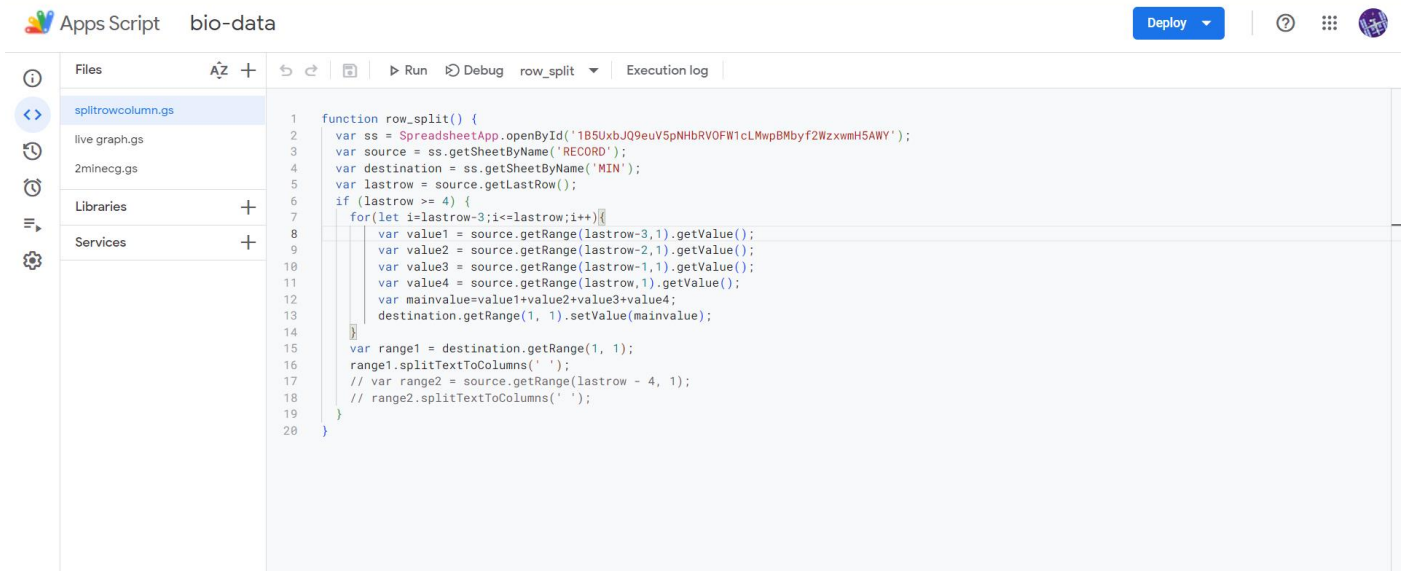 Apps Script bio-data
Deploy
Files
AZ
Run Debug row_split Execution log
splitrowcolumn.gs
live graph.gs
2minecg.gs
Libraries
Services
1 function row_split() {
2 var ss = SpreadsheetApp.openById('1B5UxbJQ9euV5pNHbRVOFW1cLMwpBMbyf2WzxwmH5AWY');
3 var source = ss.getSheetByName('RECORD');
4 var destination = ss.getSheetByName('MIN');
5 var lastrow = source.getLastRow();
6 if (lastrow >= 4) {
7 for(let i=lastrow-3;i<=lastrow;i++){
8 var value1 = source.getRange(lastrow-3,1).getValue();
9 var value2 = source.getRange(lastrow-2,1).getValue();
10 var value3 = source.getRange(lastrow-1,1).getValue();
11 var value4 = source.getRange(lastrow,1).getValue();
12 var mainvalue=value1+value2+value3+value4;
13 destination.getRange(1, 1).setValue(mainvalue);
14 }
15 var range1 = destination.getRange(1, 1);
16 range1.splitTextToColumns(' ');
17 // var range2 = source.getRange(lastrow - 4, 1);
18 // range2.splitTextToColumns(' ');
19 }
20 }